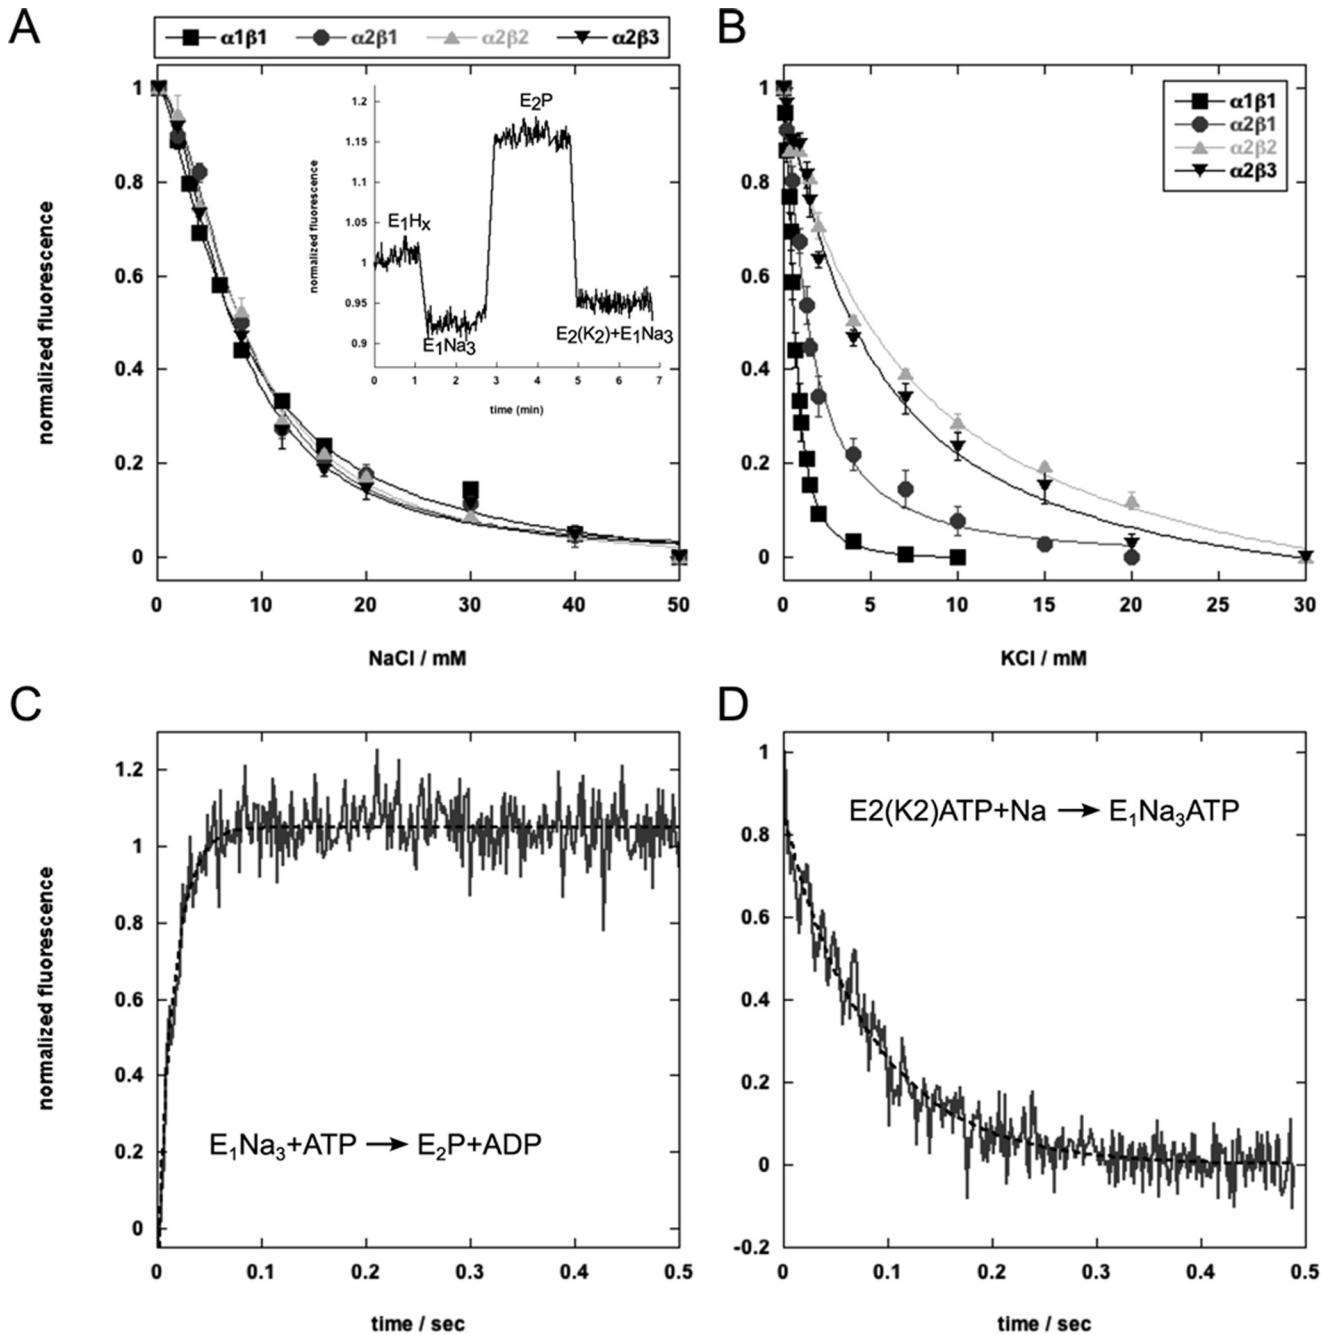 A
α1β1 α2β1 α2β2 α2β3
normalized fluorescence
1
0.8
0.6
0.4
0.2
0
0 10 20 30 40 50
NaCl / mM
normalized fluorescence
1.2
1.15
1.1
1.05
1
0.95
0.9
E₁Hₓ
E₂P
E₁Na₃
E₂(K2)+E₁Na₃
0 1 2 3 4 5 6 7
time (min)
B
α1β1
α2β1
α2β2
α2β3
1
0.8
0.6
0.4
0.2
0
0 5 10 15 20 25 30
KCl / mM
C
normalized fluorescence
1.2
1
0.8
0.6
0.4
0.2
0
E₁Na₃+ATP → E₂P+ADP
0 0.1 0.2 0.3 0.4 0.5
time / sec
D
1
0.8
0.6
0.4
0.2
0
-0.2
E2(K2)ATP+Na → E₁Na₃ATP
0 0.1 0.2 0.3 0.4 0.5
time / sec